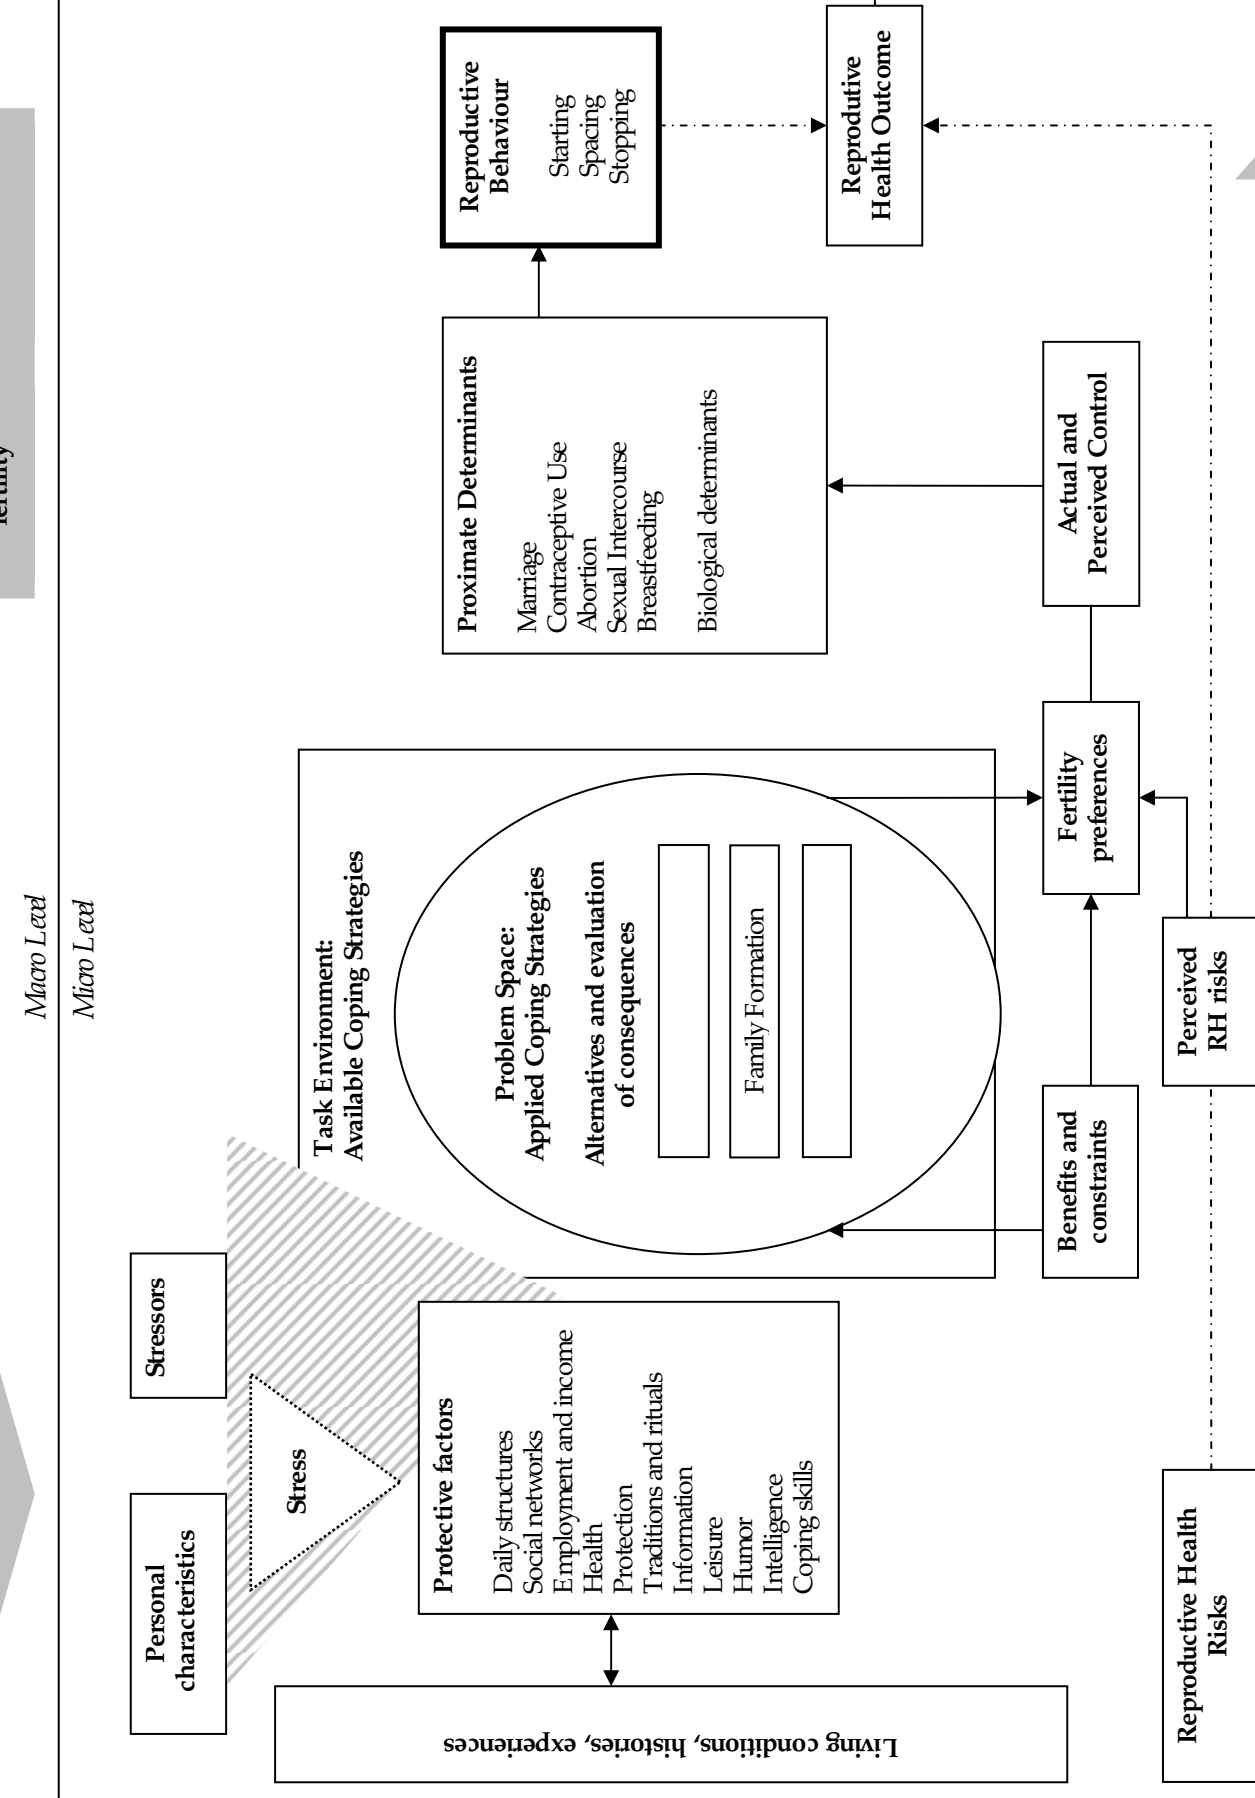 fertility
Macro Level
Micro Level
Personal
characteristics
Stressors
Stress
Living conditions, histories, experiences
Protective factors
Daily structures
Social networks
Employment and income
Health
Protection
Traditions and rituals
Information
Leisure
Humor
Intelligence
Coping skills
Task Environment:
Available Coping Strategies
Problem Space:
Applied Coping Strategies
Alternatives and evaluation
of consequences
Family Formation
Proximate Determinants
Marriage
Contraceptive Use
Abortion
Sexual Intercourse
Breastfeeding
Biological determinants
Reproductive
Behaviour
Starting
Spacing
Stopping
Reprodutive
Health Outcome
Benefits and
constraints
Fertility
preferences
Actual and
Perceived Control
Reproductive Health
Risks
Perceived
RH risks